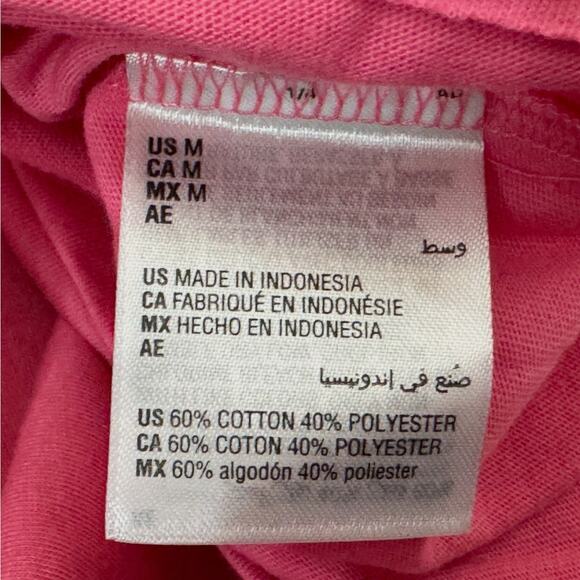 US M
CA M
MX M
AE
وسط
US MADE IN INDONESIA
CA FABRIQUÉ EN INDONÉSIE
MX HECHO EN INDONESIA
AE
صُنع في إندونيسيا
US 60% COTTON 40% POLYESTER
CA 60% COTON 40% POLYESTER
MX 60% algodón 40% poliester